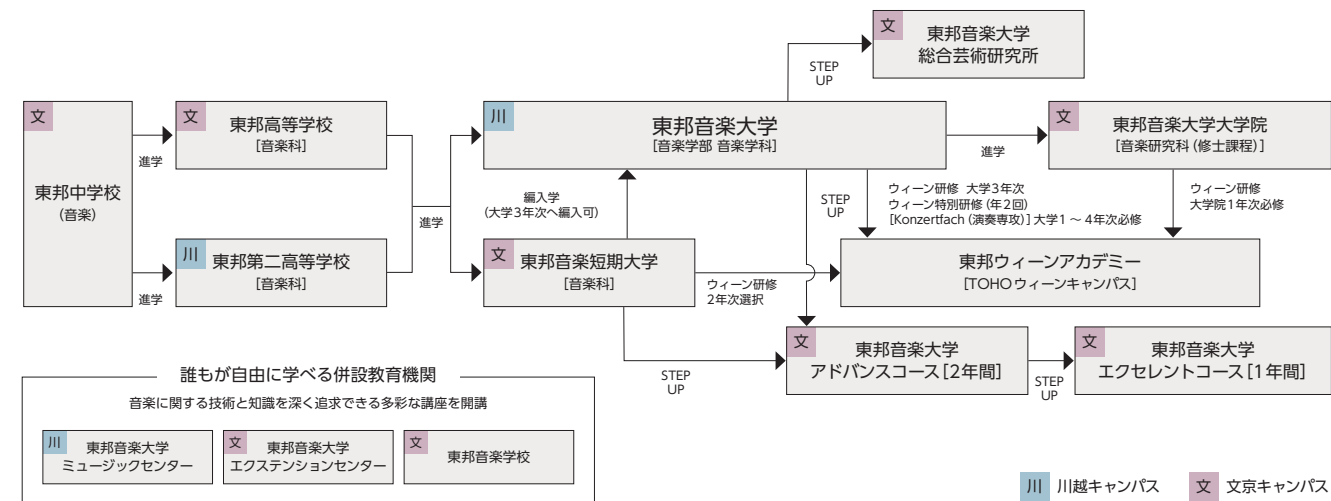 文
東邦音楽大学
総合芸術研究所
STEP
UP
文
東邦中学校
(音楽)
進学
進学
文
東邦高等学校
[音楽科]
川
東邦第二高等学校
[音楽科]
進学
川
東邦音楽大学
[音楽学部 音楽学科]
進学
文
東邦音楽大学大学院
[音楽研究科(修士課程)]
編入学
(大学3年次へ編入可)
STEP
UP
ウィーン研修 大学3年次
ウィーン特別研修(年2回)
[Konzertfach(演奏専攻)]大学1 ～ 4年次必修
ウィーン研修
大学院1年次必修
文
東邦音楽短期大学
[音楽科]
ウィーン研修
2年次選択
東邦ウィーンアカデミー
[TOHOウィーンキャンパス]
STEP
UP
文
東邦音楽大学
アドバンスコース[2年間]
STEP
UP
文
東邦音楽大学
エクセレントコース[1年間]
誰もが自由に学べる併設教育機関
音楽に関する技術と知識を深く追求できる多彩な講座を開講
川
東邦音楽大学
ミュージックセンター
文
東邦音楽大学
エクステンションセンター
文
東邦音楽学校
川 川越キャンパス
文 文京キャンパス